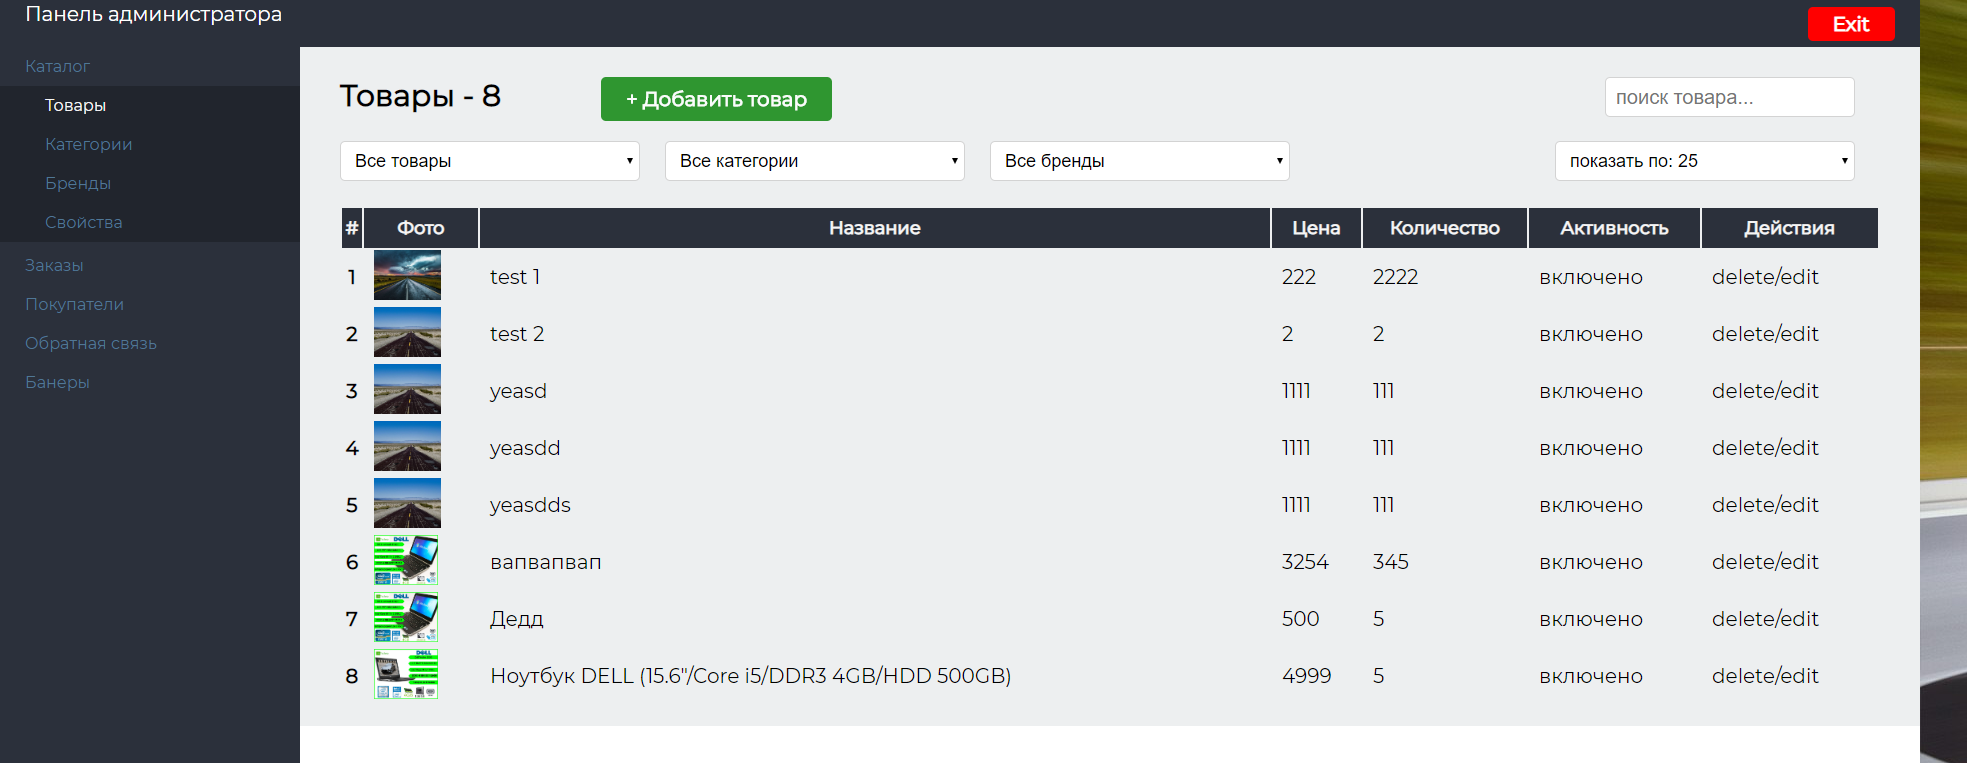 Панель администратора
Exit
Каталог
Товары
Категории
Бренды
Свойства
Заказы
Покупатели
Обратная связь
Банеры
Товары - 8
+ Добавить товар
поиск товара...
Все товары
Все категории
Все бренды
показать по: 25
# Фото Название Цена Количество Активность Действия
1 test 1 222 2222 включено delete/edit
2 test 2 2 2 включено delete/edit
3 yeasd 1111 111 включено delete/edit
4 yeasdd 1111 111 включено delete/edit
5 yeasdds 1111 111 включено delete/edit
6 DELL вапвапвап 3254 345 включено delete/edit
7 DELL Дедд 500 5 включено delete/edit
8 DELL Ноутбук DELL (15.6"/Core i5/DDR3 4GB/HDD 500GB) 4999 5 включено delete/edit